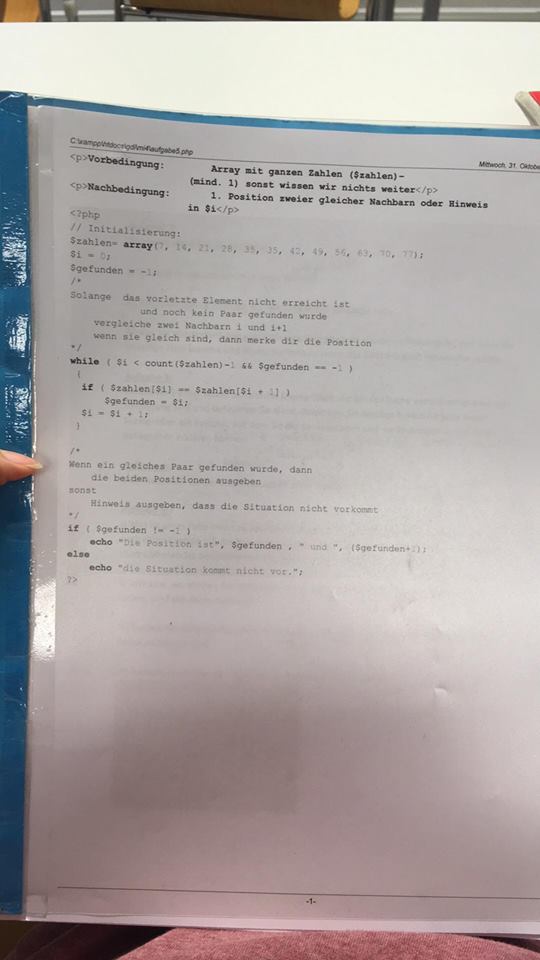 C:\xampp\htdocs\gdi\mi4\aufgabe5.php
Mittwoch, 31. Oktobe
<p>Vorbedingung: Array mit ganzen Zahlen ($zahlen)-
(mind. 1) sonst wissen wir nichts weiter</p>
<p>Nachbedingung: 1. Position zweier gleicher Nachbarn oder Hinweis
in $i</p>
<?php
// Initialisierung:
$zahlen= array(7, 14, 21, 28, 35, 35, 42, 49, 56, 63, 70, 77);
$i = 0;
$gefunden = -1;
/*
Solange das vorletzte Element nicht erreicht ist
und noch kein Paar gefunden wurde
vergleiche zwei Nachbarn i und i+1
wenn sie gleich sind, dann merke dir die Position
*/
while ( $i < count($zahlen)-1 && $gefunden == -1 )
{
if ( $zahlen[$i] == $zahlen[$i + 1] )
$gefunden = $i;
$i = $i + 1;
}
/*
Wenn ein gleiches Paar gefunden wurde, dann
die beiden Positionen ausgeben
sonst
Hinweis ausgeben, dass die Situation nicht vorkommt
*/
if ( $gefunden != -1 )
echo "Die Position ist", $gefunden , " und ", ($gefunden+1);
else
echo "die Situation kommt nicht vor.";
?>
-1-